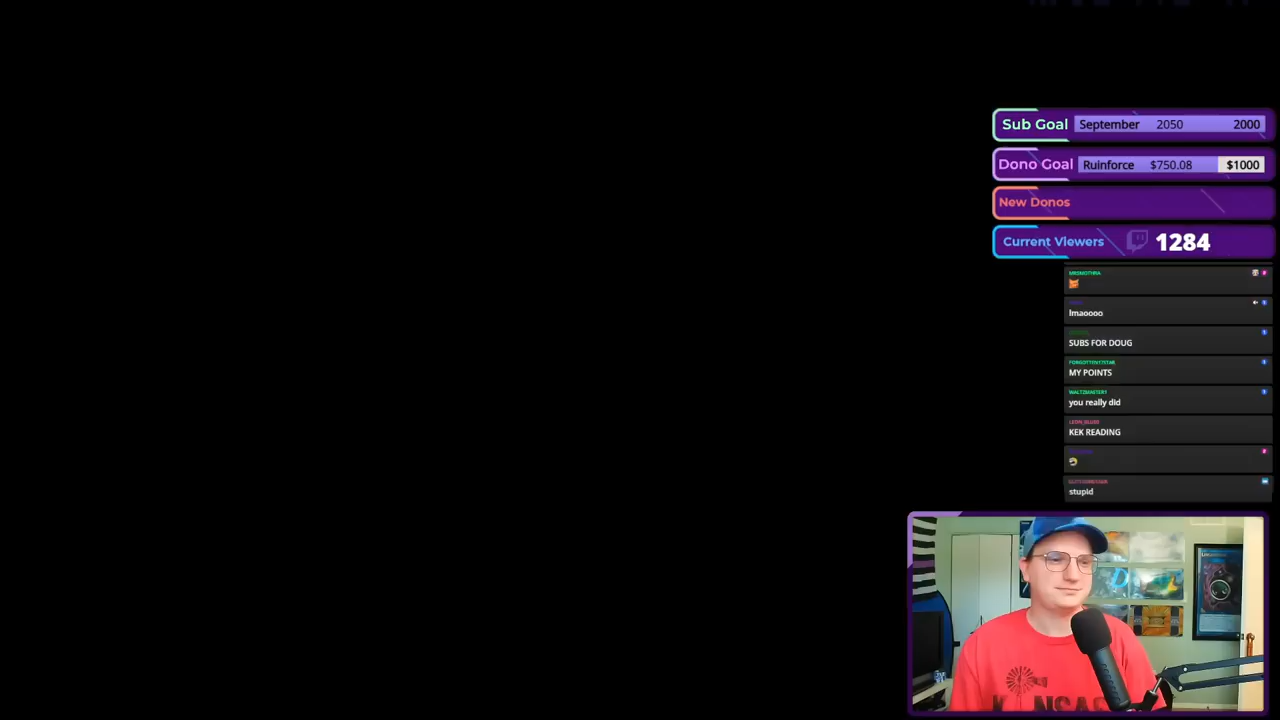 Sub Goal September 2050 2000
Dono Goal Ruinforce $750.08 $1000
New Donos
Current Viewers 1284
lmaoooo
SUBS FOR DOUG
MY POINTS
you really did
KEK READING
stupid
KANSAS